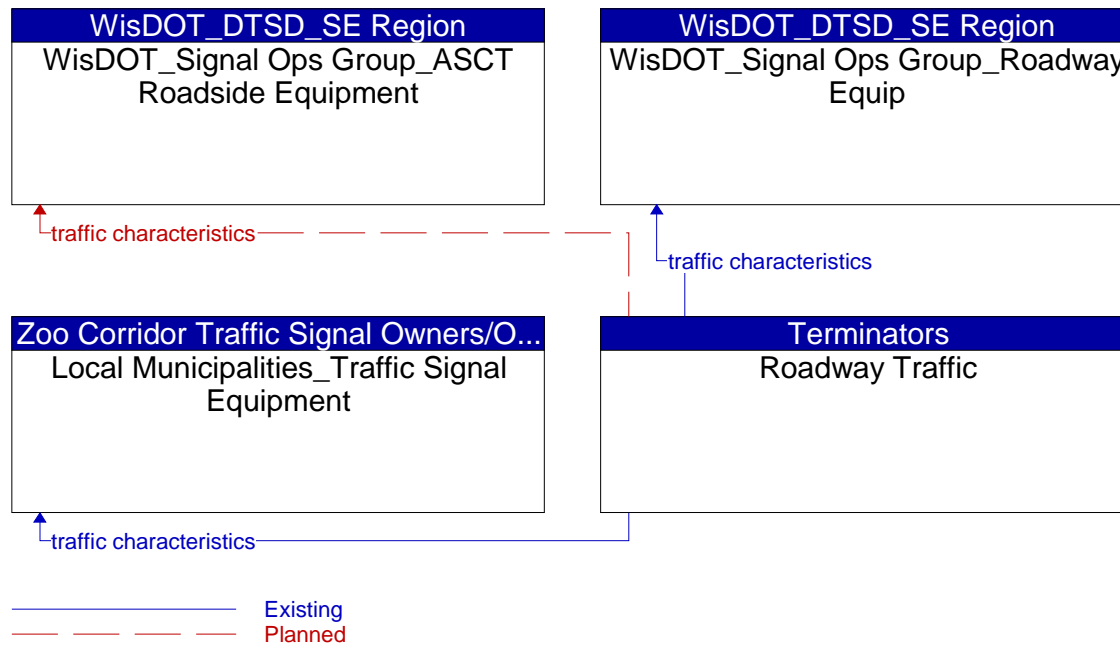 WisDOT_DTSD_SE Region
WisDOT_Signal Ops Group_ASCT
Roadside Equipment
WisDOT_DTSD_SE Region
WisDOT_Signal Ops Group_Roadway
Equip
traffic characteristics
traffic characteristics
Zoo Corridor Traffic Signal Owners/O...
Local Municipalities_Traffic Signal
Equipment
Terminators
Roadway Traffic
traffic characteristics
Existing
Planned